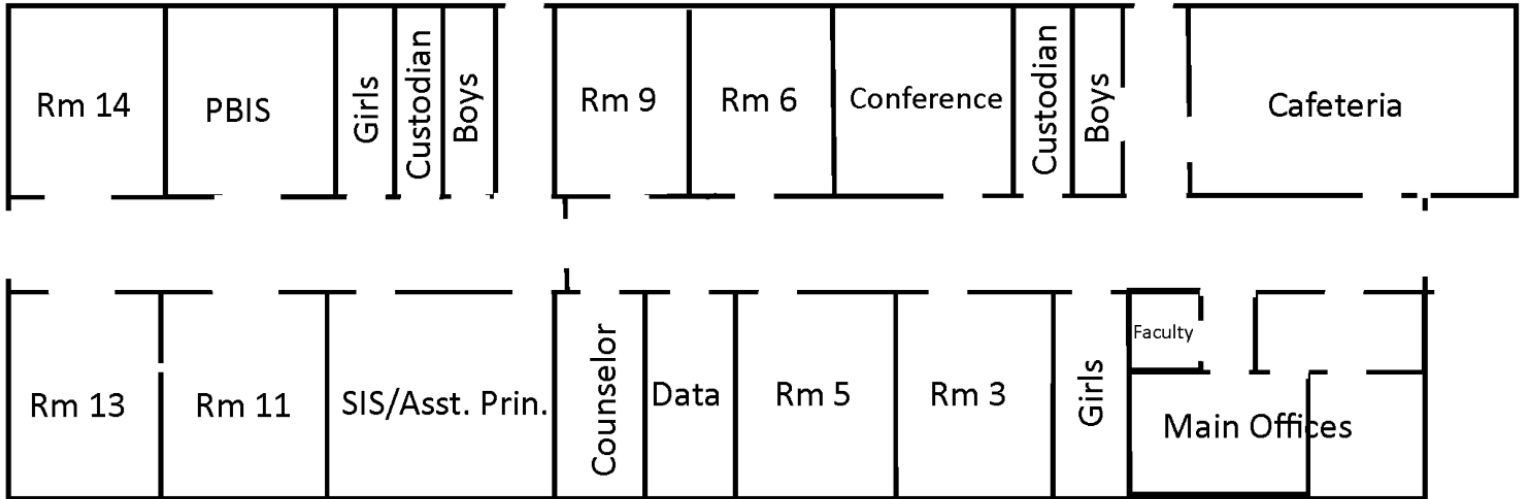 Rm 14
PBIS
Girls
Custodian
Boys
Rm 9
Rm 6
Conference
Custodian
Boys
Cafeteria
Rm 13
Rm 11
SIS/Asst. Prin.
Counselor
Data
Rm 5
Rm 3
Girls
Faculty
Main Offices